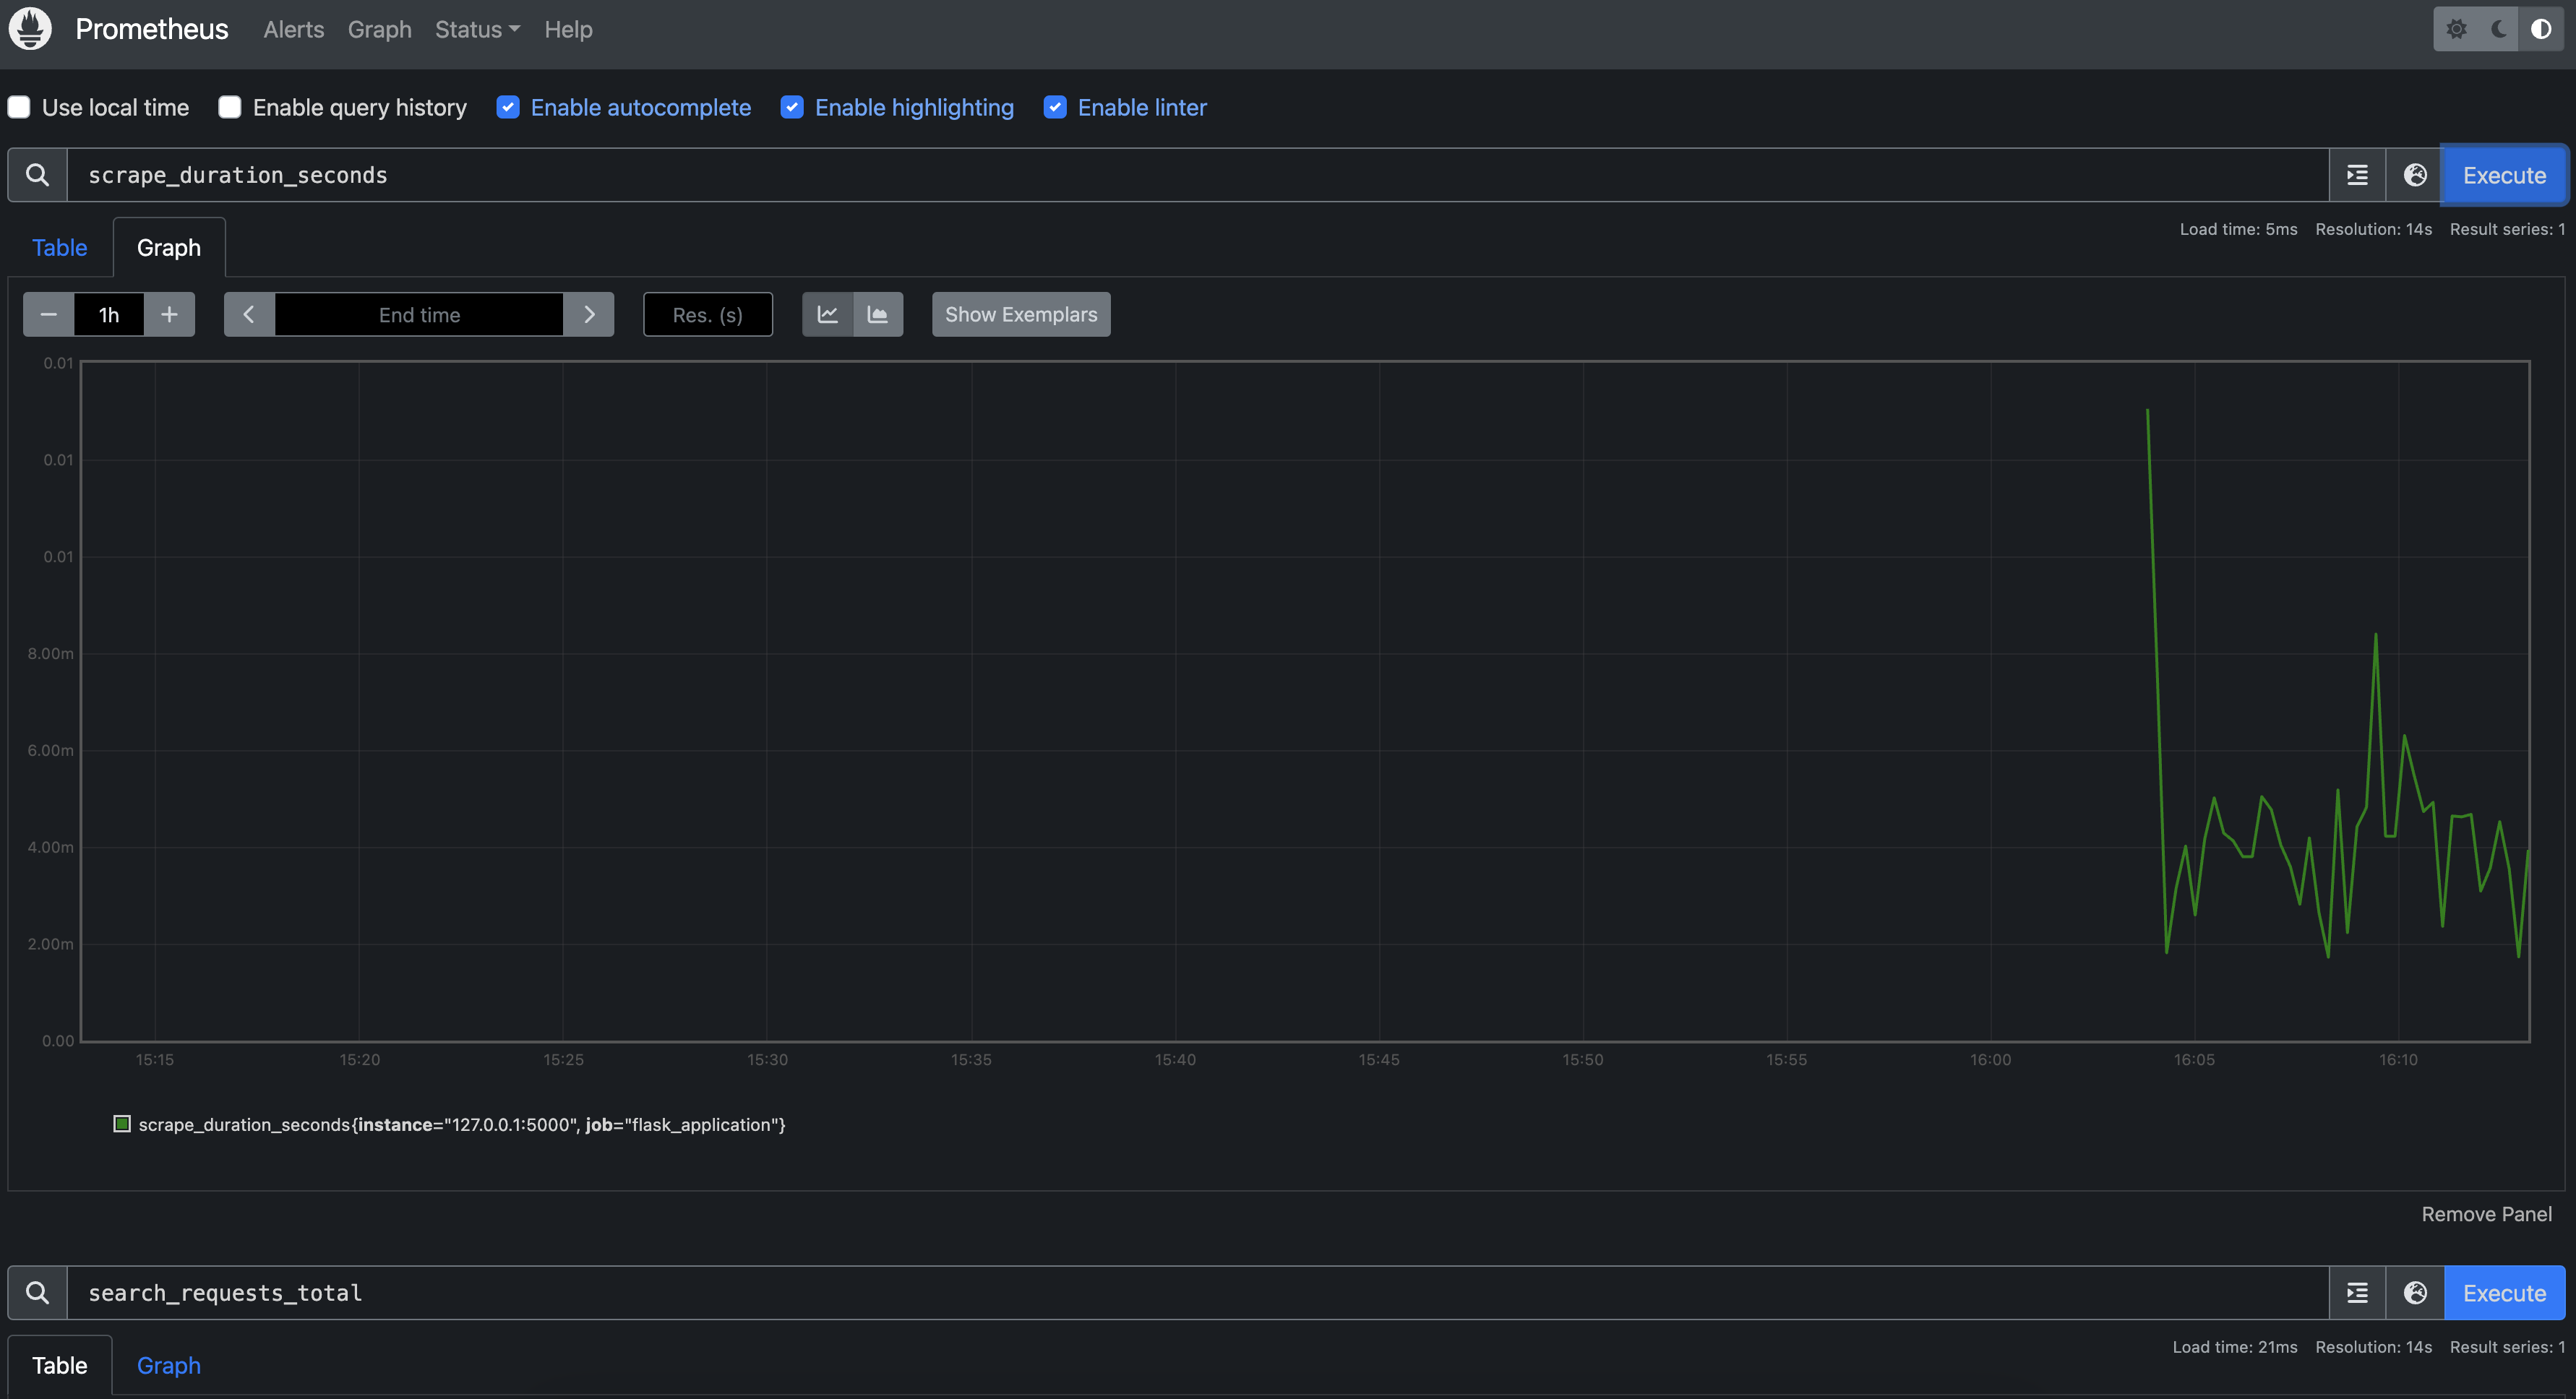 Prometheus Alerts Graph Status Help
Use local time Enable query history Enable autocomplete Enable highlighting Enable linter
scrape_duration_seconds Execute
Table Graph Load time: 5ms Resolution: 14s Result series: 1
1h End time Res. (s) Show Exemplars
0.01
0.01
0.01
8.00m
6.00m
4.00m
2.00m
0.00
15:15 15:20 15:25 15:30 15:35 15:40 15:45 15:50 15:55 16:00 16:05 16:10
scrape_duration_seconds{instance="127.0.0.1:5000", job="flask_application"}
Remove Panel
search_requests_total Execute
Table Graph Load time: 21ms Resolution: 14s Result series: 1